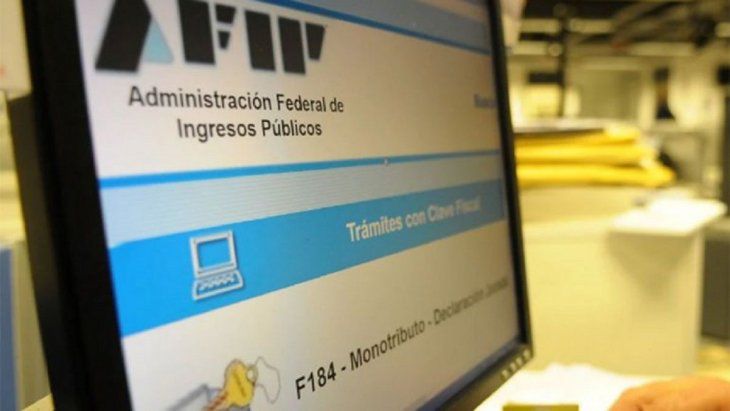 AFIP
Administración Federal de
Ingresos Públicos
Trámites con Clave Fiscal
F184 - Monotributo - Declaración Jurada